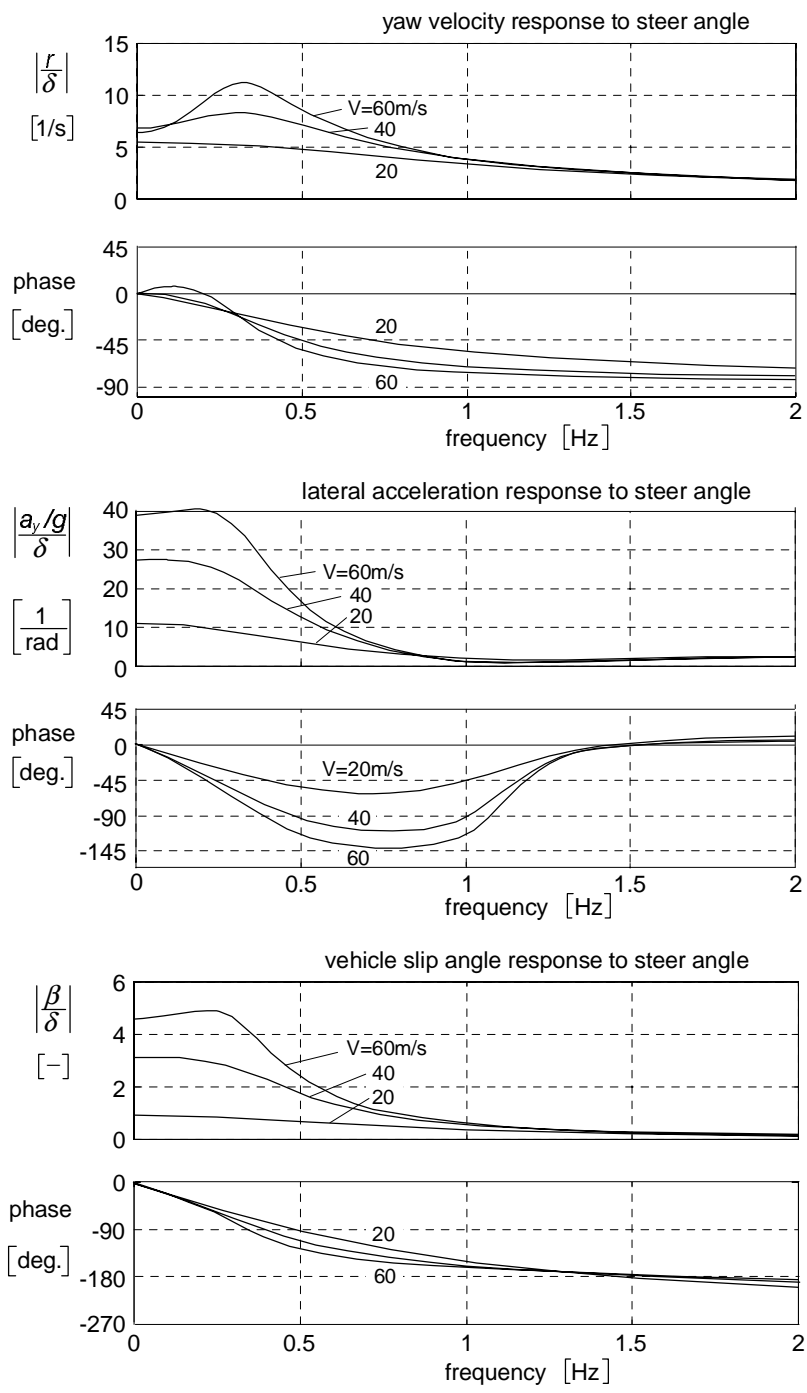 yaw velocity response to steer angle
|r/δ|
[1/s]
15
10
5
0
V=60m/s
40
20
phase
[deg.]
45
0
-45
-90
20
60
0
0.5
1
1.5
2
frequency [Hz]
lateral acceleration response to steer angle
|a_y/g/δ|
[1/rad]
40
30
20
10
0
V=60m/s
40
20
phase
[deg.]
45
0
-45
-90
-145
V=20m/s
40
60
0
0.5
1
1.5
2
frequency [Hz]
vehicle slip angle response to steer angle
|β/δ|
[−]
6
4
2
0
V=60m/s
40
20
phase
[deg.]
0
-90
-180
-270
20
60
0
0.5
1
1.5
2
frequency [Hz]